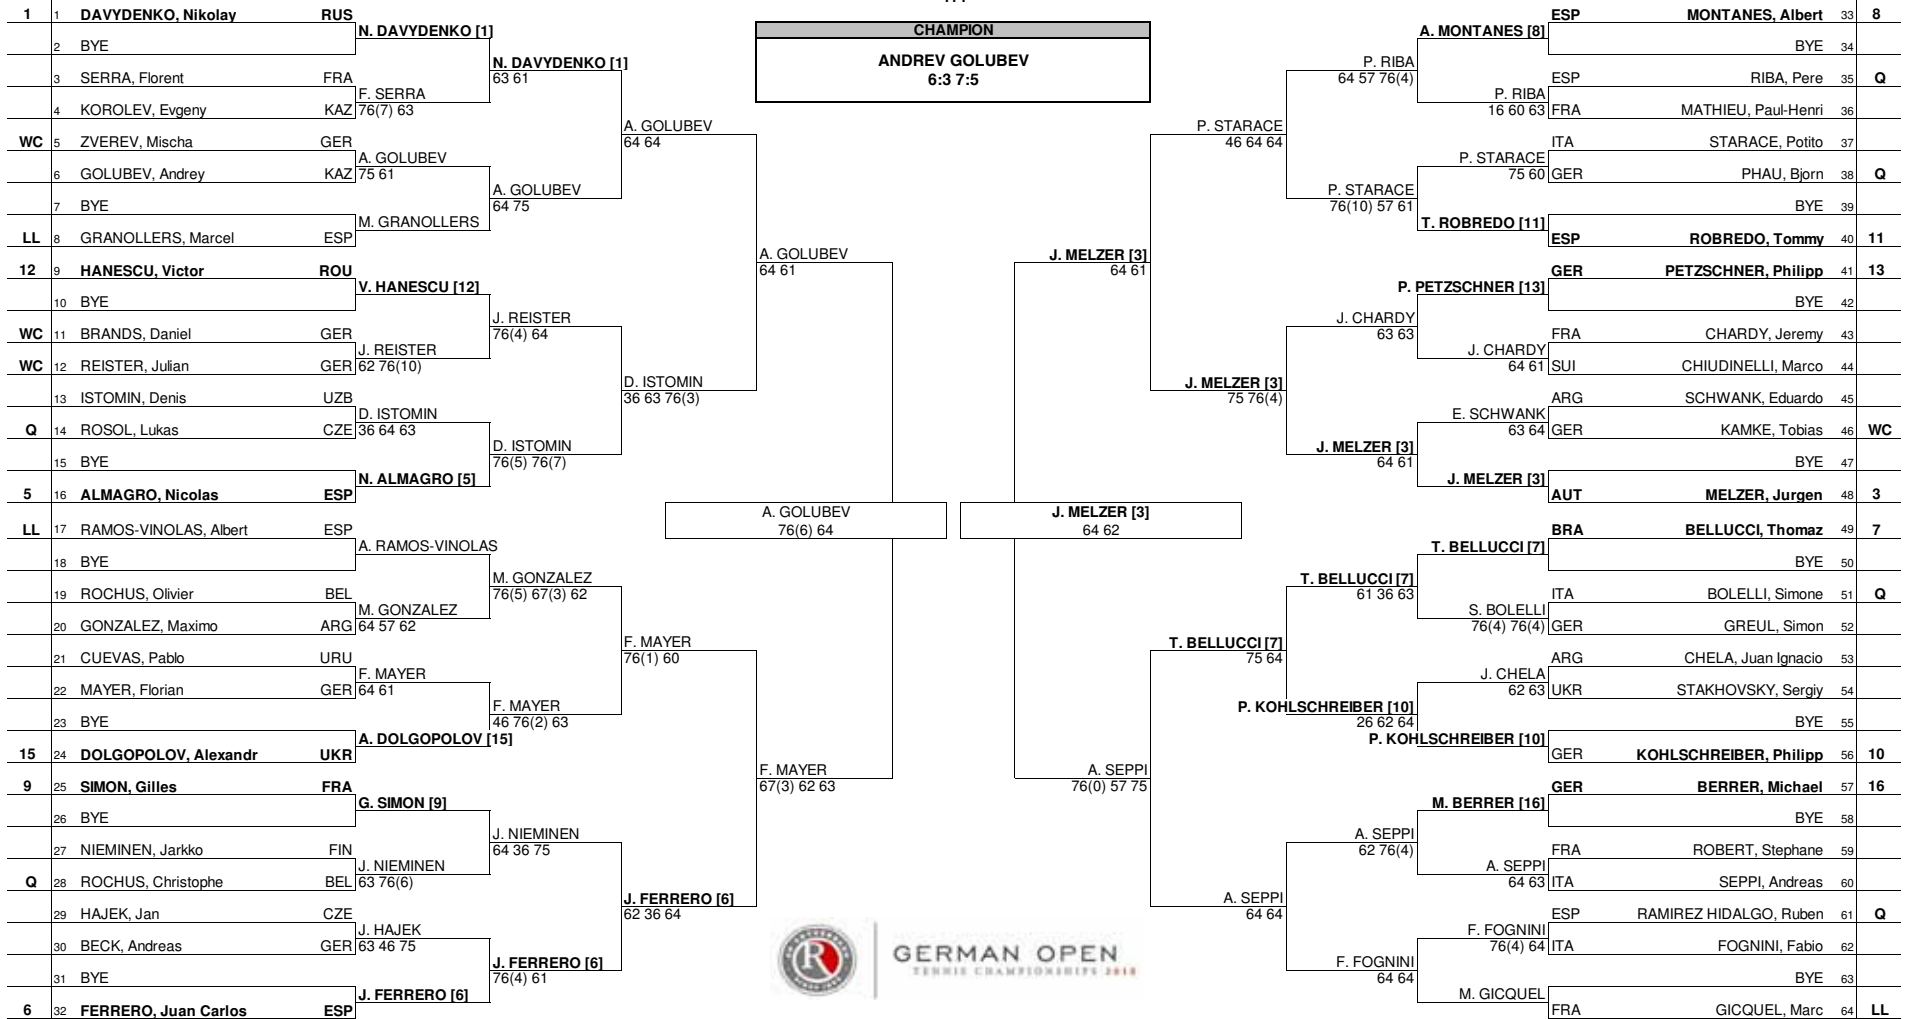 1 1 DAVYDENKO, Nikolay RUS
2 BYE
3 SERRA, Florent FRA
4 KOROLEV, Evgeny KAZ
WC 5 ZVEREV, Mischa GER
6 GOLUBEV, Andrey KAZ
7 BYE
LL 8 GRANOLLERS, Marcel ESP
12 9 HANESCU, Victor ROU
10 BYE
WC 11 BRANDS, Daniel GER
WC 12 REISTER, Julian GER
13 ISTOMIN, Denis UZB
Q 14 ROSOL, Lukas CZE
15 BYE
5 16 ALMAGRO, Nicolas ESP
LL 17 RAMOS-VINOLAS, Albert ESP
18 BYE
19 ROCHUS, Olivier BEL
20 GONZALEZ, Maximo ARG
21 CUEVAS, Pablo URU
22 MAYER, Florian GER
23 BYE
15 24 DOLGOPOLOV, Alexandr UKR
9 25 SIMON, Gilles FRA
26 BYE
27 NIEMINEN, Jarkko FIN
Q 28 ROCHUS, Christophe BEL
29 HAJEK, Jan CZE
30 BECK, Andreas GER
31 BYE
6 32 FERRERO, Juan Carlos ESP
N. DAVYDENKO [1]
F. SERRA
76(7) 63
A. GOLUBEV
75 61
M. GRANOLLERS
V. HANESCU [12]
J. REISTER
62 76(10)
D. ISTOMIN
36 64 63
N. ALMAGRO [5]
A. RAMOS-VINOLAS
M. GONZALEZ
64 57 62
F. MAYER
64 61
A. DOLGOPOLOV [15]
G. SIMON [9]
J. NIEMINEN
63 76(6)
J. HAJEK
63 46 75
J. FERRERO [6]
N. DAVYDENKO [1]
63 61
A. GOLUBEV
64 75
J. REISTER
76(4) 64
D. ISTOMIN
76(5) 76(7)
M. GONZALEZ
76(5) 67(3) 62
F. MAYER
46 76(2) 63
J. NIEMINEN
64 36 75
J. FERRERO [6]
76(4) 61
A. GOLUBEV
64 64
D. ISTOMIN
36 63 76(3)
F. MAYER
76(1) 60
J. FERRERO [6]
62 36 64
A. GOLUBEV
64 61
F. MAYER
67(3) 62 63
A. GOLUBEV
76(6) 64
CHAMPION
ANDREV GOLUBEV
6:3 7:5
J. MELZER [3]
64 62
J. MELZER [3]
64 61
A. SEPPI
76(0) 57 75
P. STARACE
46 64 64
J. MELZER [3]
75 76(4)
T. BELLUCCI [7]
75 64
A. SEPPI
64 64
P. RIBA
64 57 76(4)
P. STARACE
76(10) 57 61
J. CHARDY
63 63
J. MELZER [3]
64 61
T. BELLUCCI [7]
61 36 63
P. KOHLSCHREIBER [10]
26 62 64
A. SEPPI
62 76(4)
F. FOGNINI
64 64
A. MONTANES [8]
P. RIBA
16 60 63
P. STARACE
75 60
T. ROBREDO [11]
P. PETZSCHNER [13]
J. CHARDY
64 61
E. SCHWANK
63 64
J. MELZER [3]
T. BELLUCCI [7]
S. BOLELLI
76(4) 76(4)
J. CHELA
62 63
P. KOHLSCHREIBER [10]
M. BERRER [16]
A. SEPPI
64 63
F. FOGNINI
76(4) 64
M. GICQUEL
ESP MONTANES, Albert 33 8
BYE 34
ESP RIBA, Pere 35 Q
FRA MATHIEU, Paul-Henri 36
ITA STARACE, Potito 37
GER PHAU, Bjorn 38 Q
BYE 39
ESP ROBREDO, Tommy 40 11
GER PETZSCHNER, Philipp 41 13
BYE 42
FRA CHARDY, Jeremy 43
SUI CHIUDINELLI, Marco 44
ARG SCHWANK, Eduardo 45
GER KAMKE, Tobias 46 WC
BYE 47
AUT MELZER, Jurgen 48 3
BRA BELLUCCI, Thomaz 49 7
BYE 50
ITA BOLELLI, Simone 51 Q
GER GREUL, Simon 52
ARG CHELA, Juan Ignacio 53
UKR STAKHOVSKY, Sergiy 54
BYE 55
GER KOHLSCHREIBER, Philipp 56 10
GER BERRER, Michael 57 16
BYE 58
FRA ROBERT, Stephane 59
ITA SEPPI, Andreas 60
ESP RAMIREZ HIDALGO, Ruben 61 Q
ITA FOGNINI, Fabio 62
BYE 63
FRA GICQUEL, Marc 64 LL
R
GERMAN OPEN
TENNIS CHAMPIONSHIPS 2010